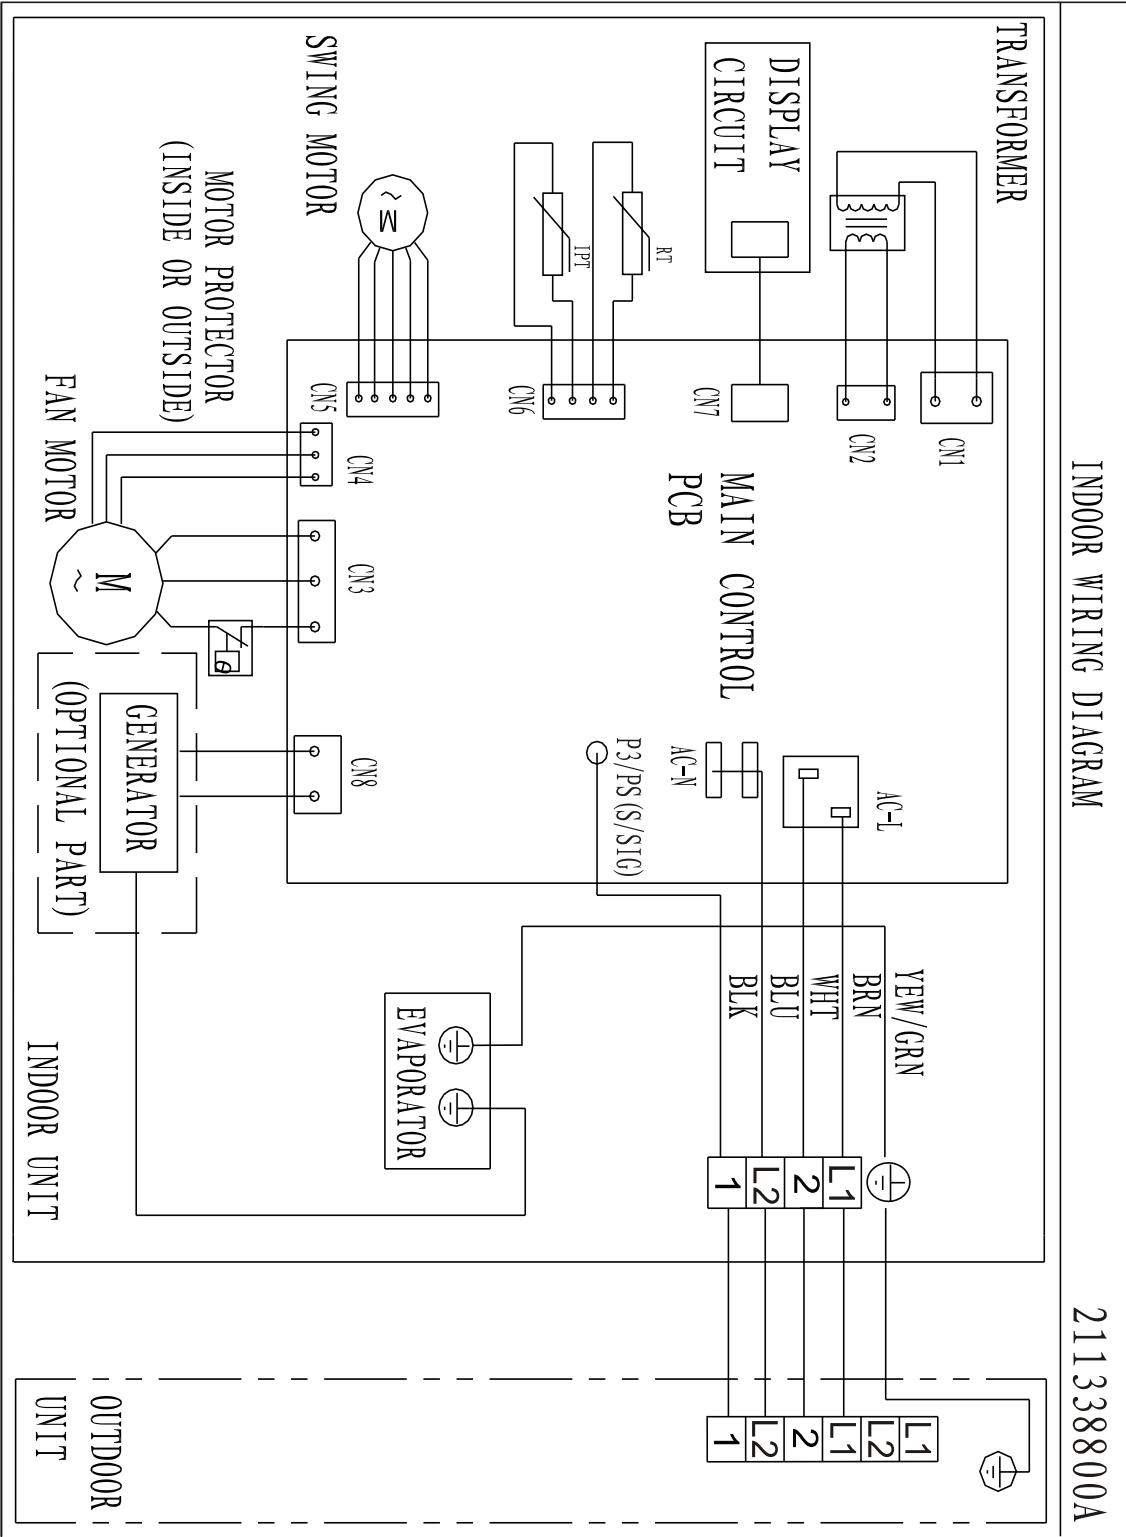 INDOOR WIRING DIAGRAM
211338800A
TRANSFORMER
DISPLAY
CIRCUIT
RT
IPT
SWING MOTOR
M
~
MOTOR PROTECTOR
(INSIDE OR OUTSIDE)
FAN MOTOR
M
~
θ
CN1
CN2
CN7
CN6
CN5
CN4
CN3
CN8
MAIN CONTROL
PCB
AC-L
AC-N
P3/PS(S/SIG)
GENERATOR
(OPTIONAL PART)
YEW/GRN
BRN
WHT
BLU
BLK
EVAPORATOR
L1
2
L2
1
INDOOR UNIT
L1
L2
L1
2
L2
1
OUTDOOR
UNIT